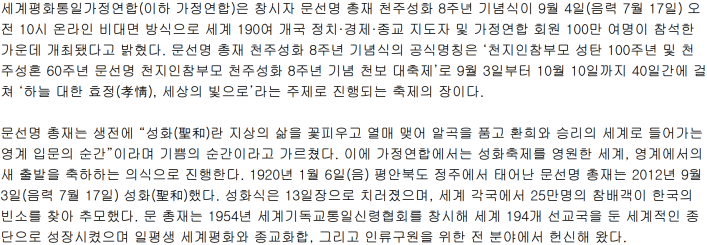 세계평화통일가정연합(이하 가정연합)은 창시자 문선명 총재 천주성화 8주년 기념식이 9월 4일(음력 7월 17일) 오
전 10시 온라인 비대면 방식으로 세계 190여 개국 정치·경제·종교 지도자 및 가정연합 회원 100만 여명이 참석한
가운데 개최됐다고 밝혔다. 문선명 총재 천주성화 8주년 기념식의 공식명칭은 ‘천지인참부모 성탄 100주년 및 천
주성혼 60주년 문선명 천지인참부모 천주성화 8주년 기념 천보 대축제’로 9월 3일부터 10월 10일까지 40일간에 걸
쳐 ‘하늘 대한 효정(孝情), 세상의 빛으로’라는 주제로 진행되는 축제의 장이다.
문선명 총재는 생전에 “성화(聖和)란 지상의 삶을 꽃피우고 열매 맺어 알곡을 품고 환희와 승리의 세계로 들어가는
영계 입문의 순간”이라며 기쁨의 순간이라고 가르쳤다. 이에 가정연합에서는 성화축제를 영원한 세계, 영계에서의
새 출발을 축하하는 의식으로 진행한다. 1920년 1월 6일(음) 평안북도 정주에서 태어난 문선명 총재는 2012년 9월
3일(음력 7월 17일) 성화(聖和)했다. 성화식은 13일장으로 치러졌으며, 세계 각국에서 25만명의 참배객이 한국의
빈소를 찾아 추모했다. 문 총재는 1954년 세계기독교통일신령협회를 창시해 세계 194개 선교국을 둔 세계적인 종
단으로 성장시켰으며 일평생 세계평화와 종교화합, 그리고 인류구원을 위한 전 분야에서 헌신해 왔다.